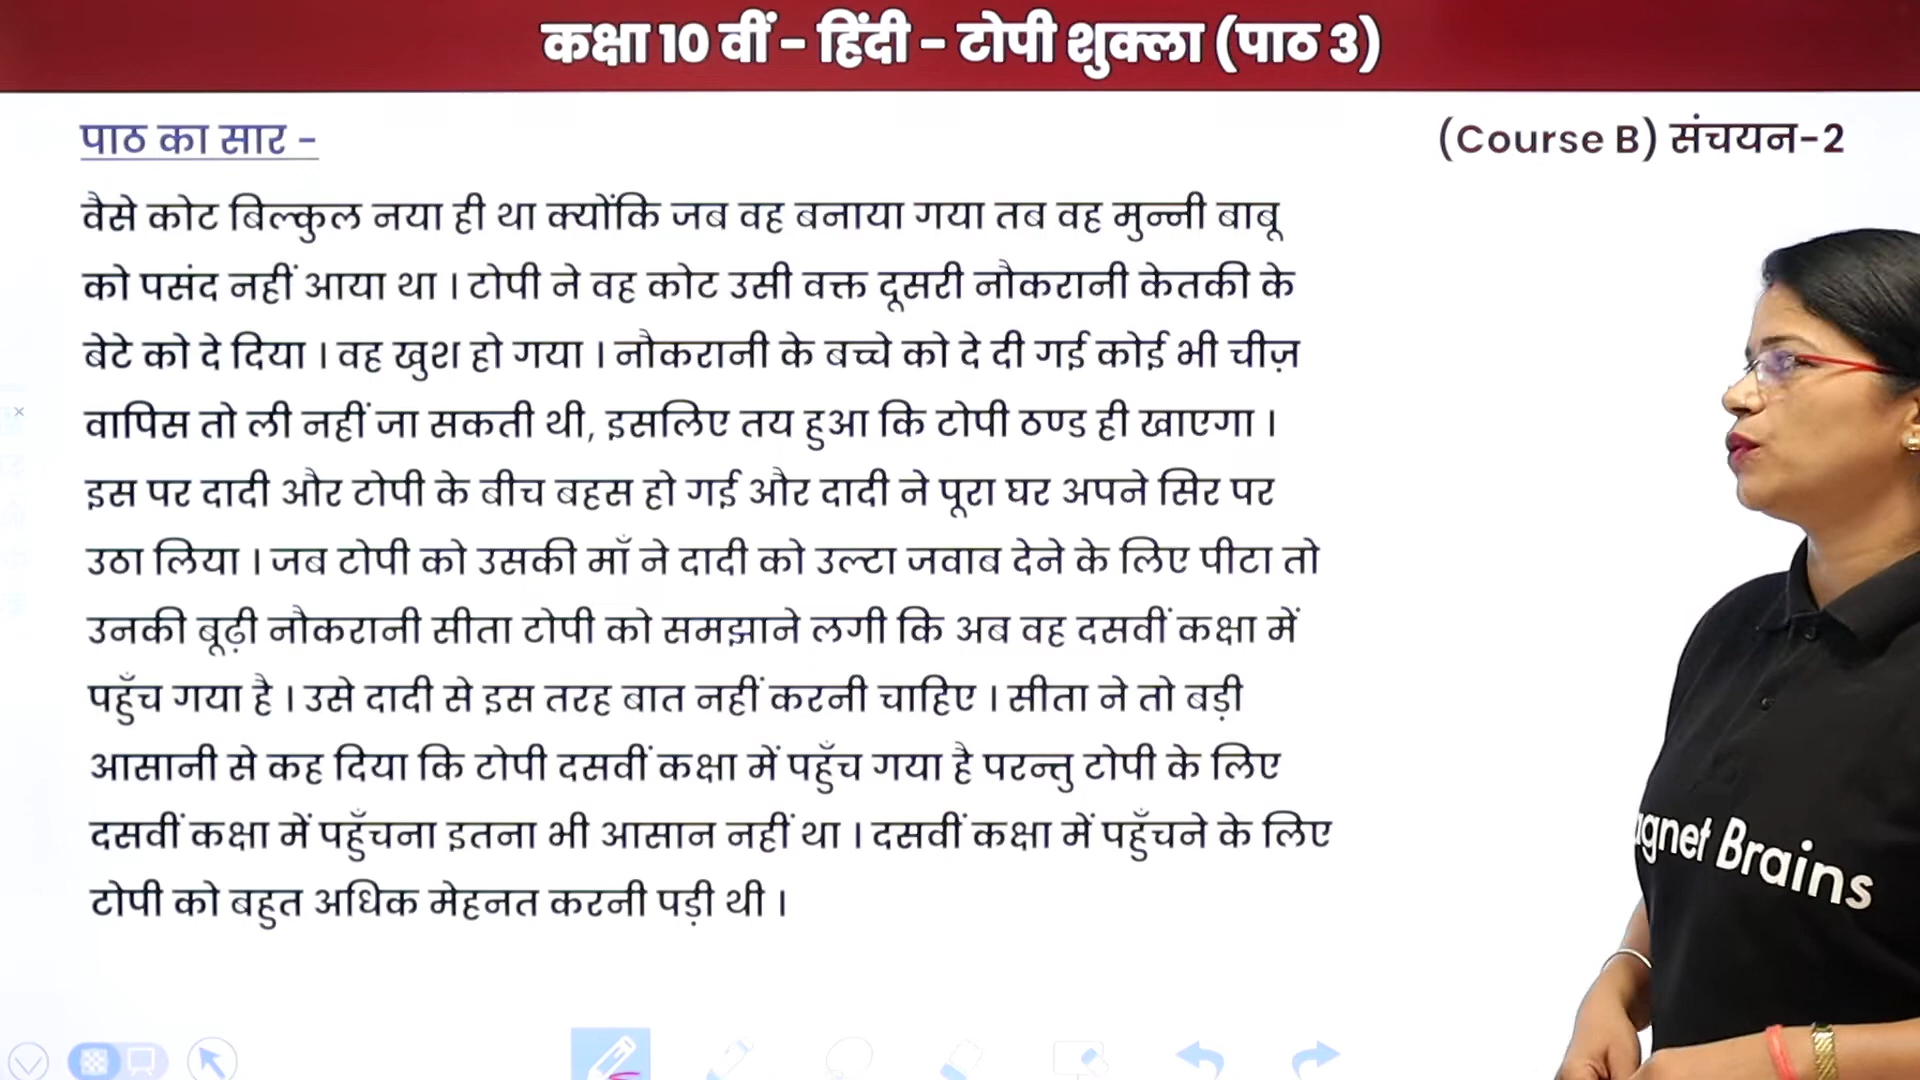 कक्षा 10 वीं - हिंदी - टोपी शुक्ला (पाठ 3)
पाठ का सार -
(Course B) संचयन-2
वैसे कोट बिल्कुल नया ही था क्योंकि जब वह बनाया गया तब वह मुन्नी बाबू
को पसंद नहीं आया था । टोपी ने वह कोट उसी वक्त दूसरी नौकरानी केतकी के
बेटे को दे दिया । वह खुश हो गया । नौकरानी के बच्चे को दे दी गई कोई भी चीज़
वापिस तो ली नहीं जा सकती थी, इसलिए तय हुआ कि टोपी ठण्ड ही खाएगा ।
इस पर दादी और टोपी के बीच बहस हो गई और दादी ने पूरा घर अपने सिर पर
उठा लिया । जब टोपी को उसकी माँ ने दादी को उल्टा जवाब देने के लिए पीटा तो
उनकी बूढ़ी नौकरानी सीता टोपी को समझाने लगी कि अब वह दसवीं कक्षा में
पहुँच गया है । उसे दादी से इस तरह बात नहीं करनी चाहिए । सीता ने तो बड़ी
आसानी से कह दिया कि टोपी दसवीं कक्षा में पहुँच गया है परन्तु टोपी के लिए
दसवीं कक्षा में पहुँचना इतना भी आसान नहीं था । दसवीं कक्षा में पहुँचने के लिए
टोपी को बहुत अधिक मेहनत करनी पड़ी थी ।
Brains